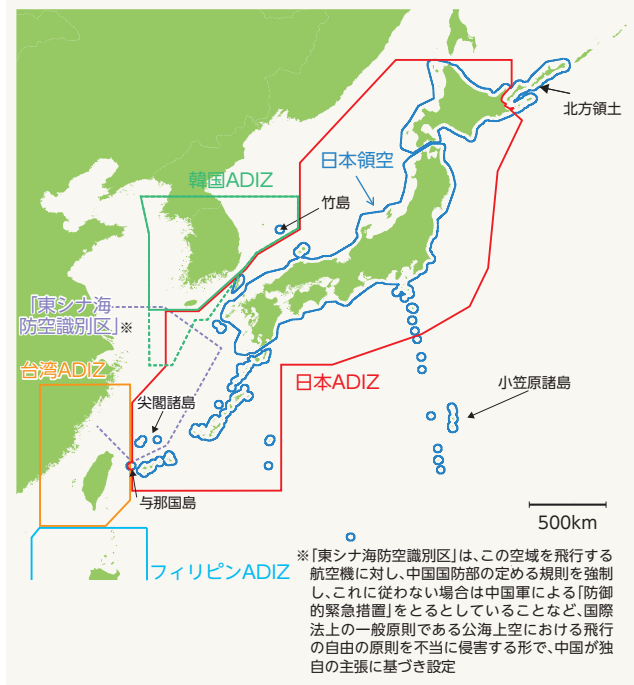 北方領土
日本領空
韓国ADIZ
竹島
「東シナ海
防空識別区」※
台湾ADIZ
日本ADIZ
小笠原諸島
尖閣諸島
与那国島
500km
フィリピンADIZ
※「東シナ海防空識別区」は、この空域を飛行する
航空機に対し、中国国防部の定める規則を強制
し、これに従わない場合は中国軍による「防御
的緊急措置」をとるとしていることなど、国際
法上の一般原則である公海上空における飛行
の自由の原則を不当に侵害する形で、中国が独
自の主張に基づき設定